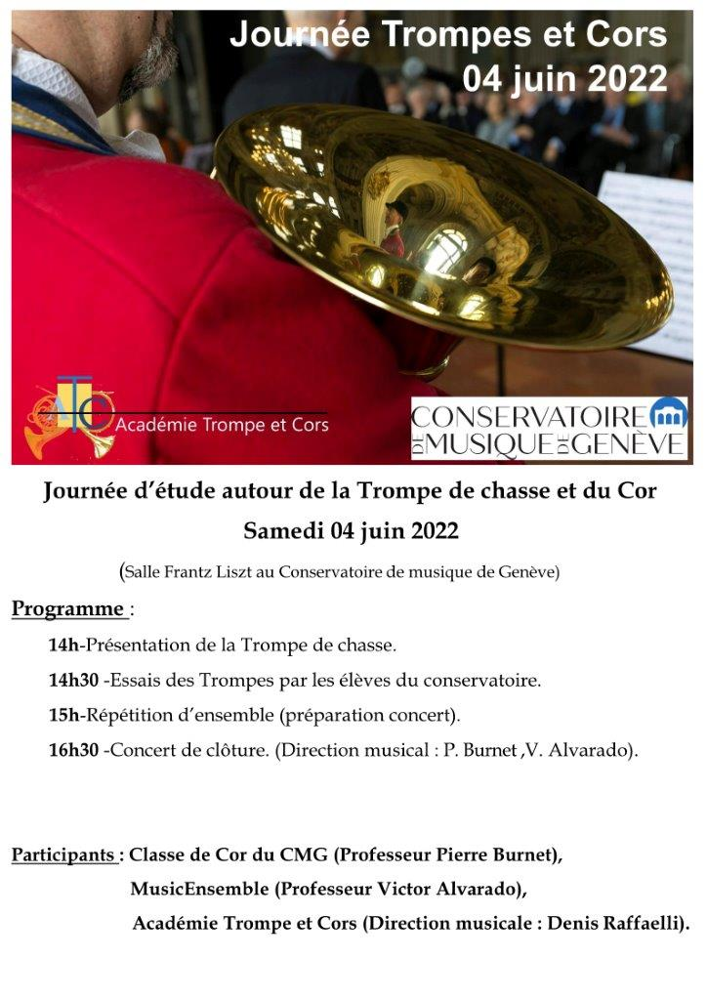 Journée Trompes et Cors
04 juin 2022
ATC
Académie Trompe et Cors
CONSERVATOIRE
DE MUSIQUE DE GENÈVE
Journée d’étude autour de la Trompe de chasse et du Cor
Samedi 04 juin 2022
(Salle Frantz Liszt au Conservatoire de musique de Genève)
Programme :
14h-Présentation de la Trompe de chasse.
14h30 -Essais des Trompes par les élèves du conservatoire.
15h-Répétition d’ensemble (préparation concert).
16h30 -Concert de clôture. (Direction musical : P. Burnet ,V. Alvarado).
Participants : Classe de Cor du CMG (Professeur Pierre Burnet),
MusicEnsemble (Professeur Victor Alvarado),
Académie Trompe et Cors (Direction musicale : Denis Raffaelli).